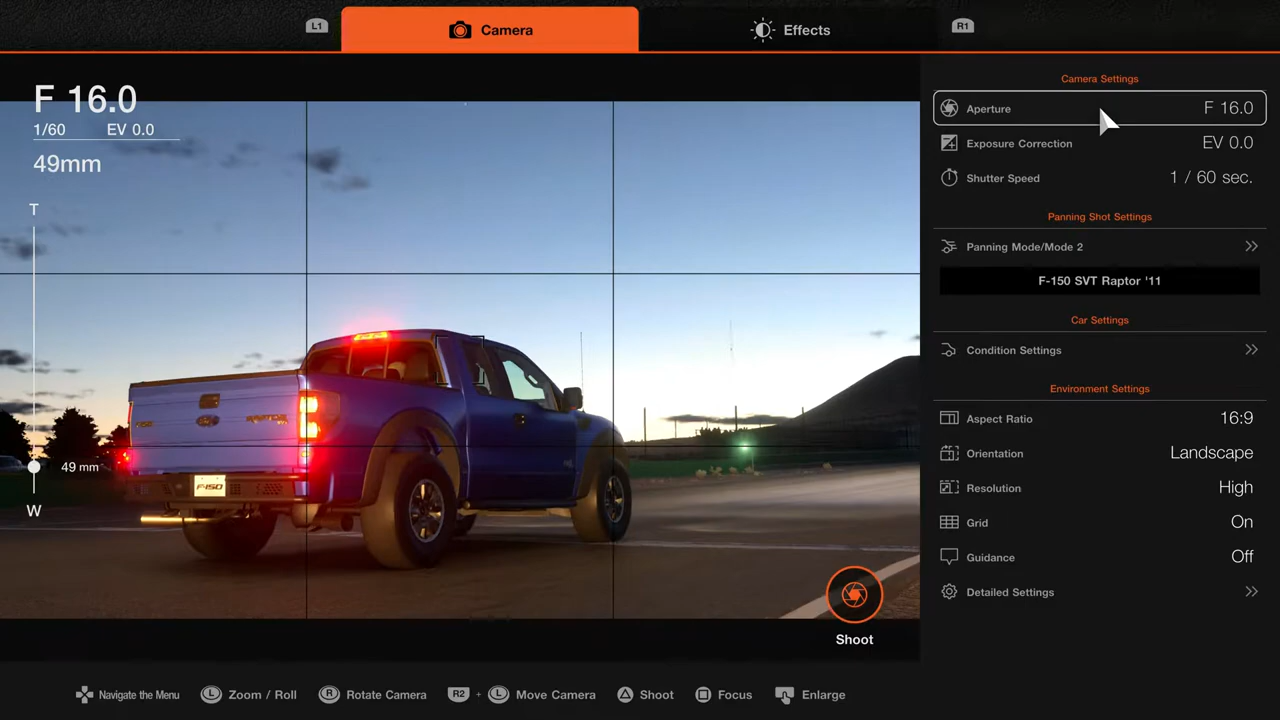 L1
Camera
Effects
R1
F 16.0
1/60 EV 0.0
49mm
T
49 mm
W
F-150
Shoot
Camera Settings
Aperture F 16.0
Exposure Correction EV 0.0
Shutter Speed 1 / 60 sec.
Panning Shot Settings
Panning Mode/Mode 2
F-150 SVT Raptor '11
Car Settings
Condition Settings
Environment Settings
Aspect Ratio 16:9
Orientation Landscape
Resolution High
Grid On
Guidance Off
Detailed Settings
Navigate the Menu L Zoom / Roll R Rotate Camera R2 + L Move Camera Shoot Focus Enlarge